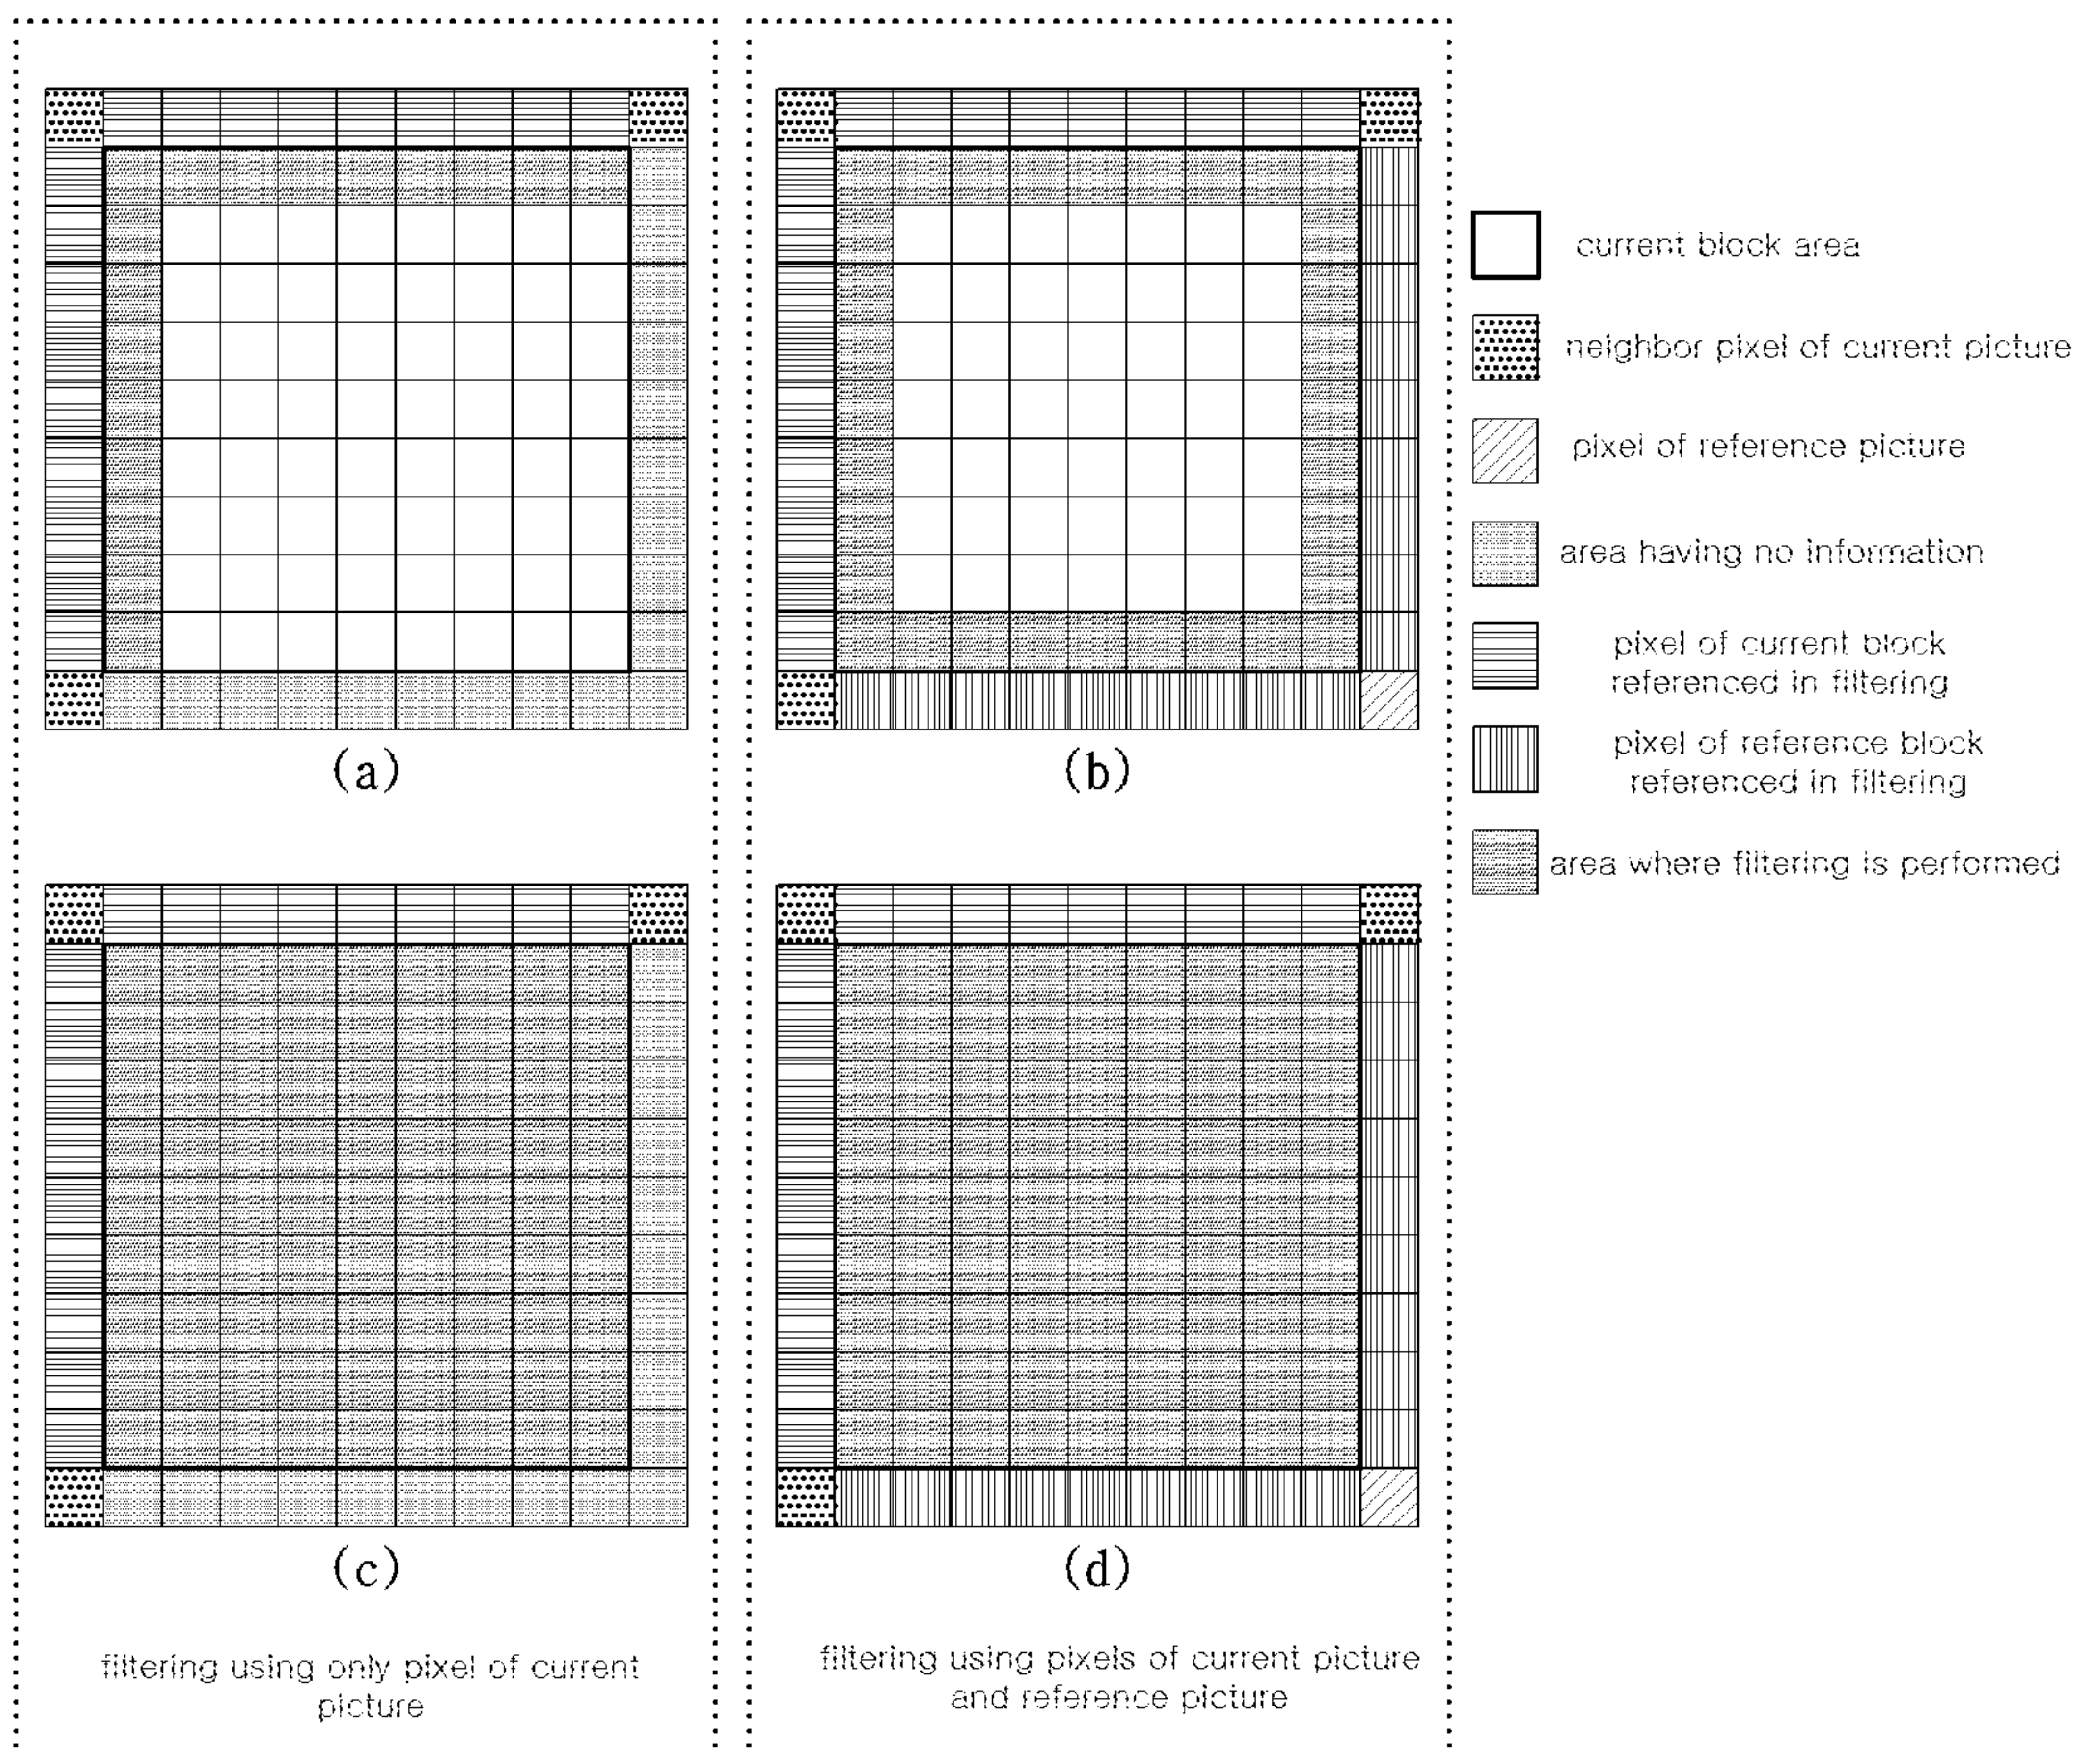 (a)
(b)
(c)
(d)
filtering using only pixel of current
picture
filtering using pixels of current picture
and reference picture
current block area
neighbor pixel of current picture
pixel of reference picture
area having no information
pixel of current block
referenced in filtering
pixel of reference block
referenced in filtering
area where filtering is performed